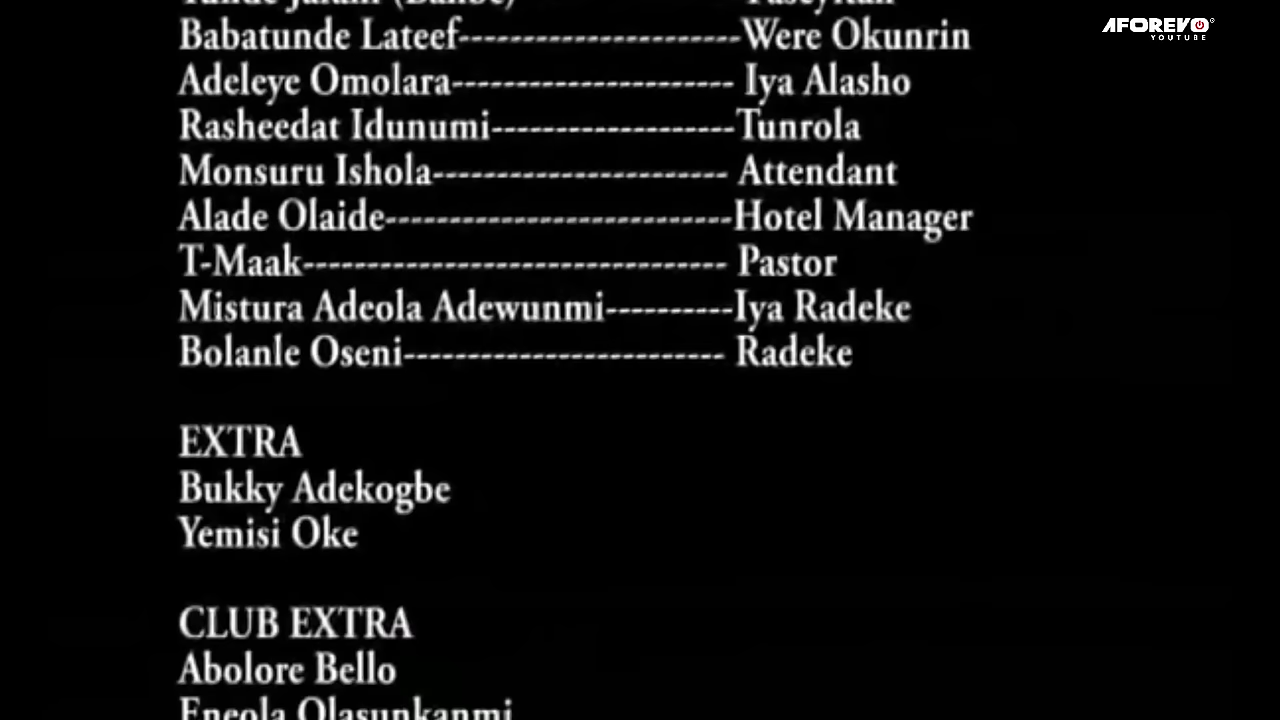 AFOREVO
YOUTUBE
Babatunde Lateef----------------------Were Okunrin
Adeleye Omolara---------------------- Iya Alasho
Rasheedat Idunumi-------------------Tunrola
Monsuru Ishola----------------------- Attendant
Alade Olaide---------------------------Hotel Manager
T-Maak--------------------------------- Pastor
Mistura Adeola Adewunmi----------Iya Radeke
Bolanle Oseni------------------------- Radeke
EXTRA
Bukky Adekogbe
Yemisi Oke
CLUB EXTRA
Abolore Bello
Eneola Olasunkanmi